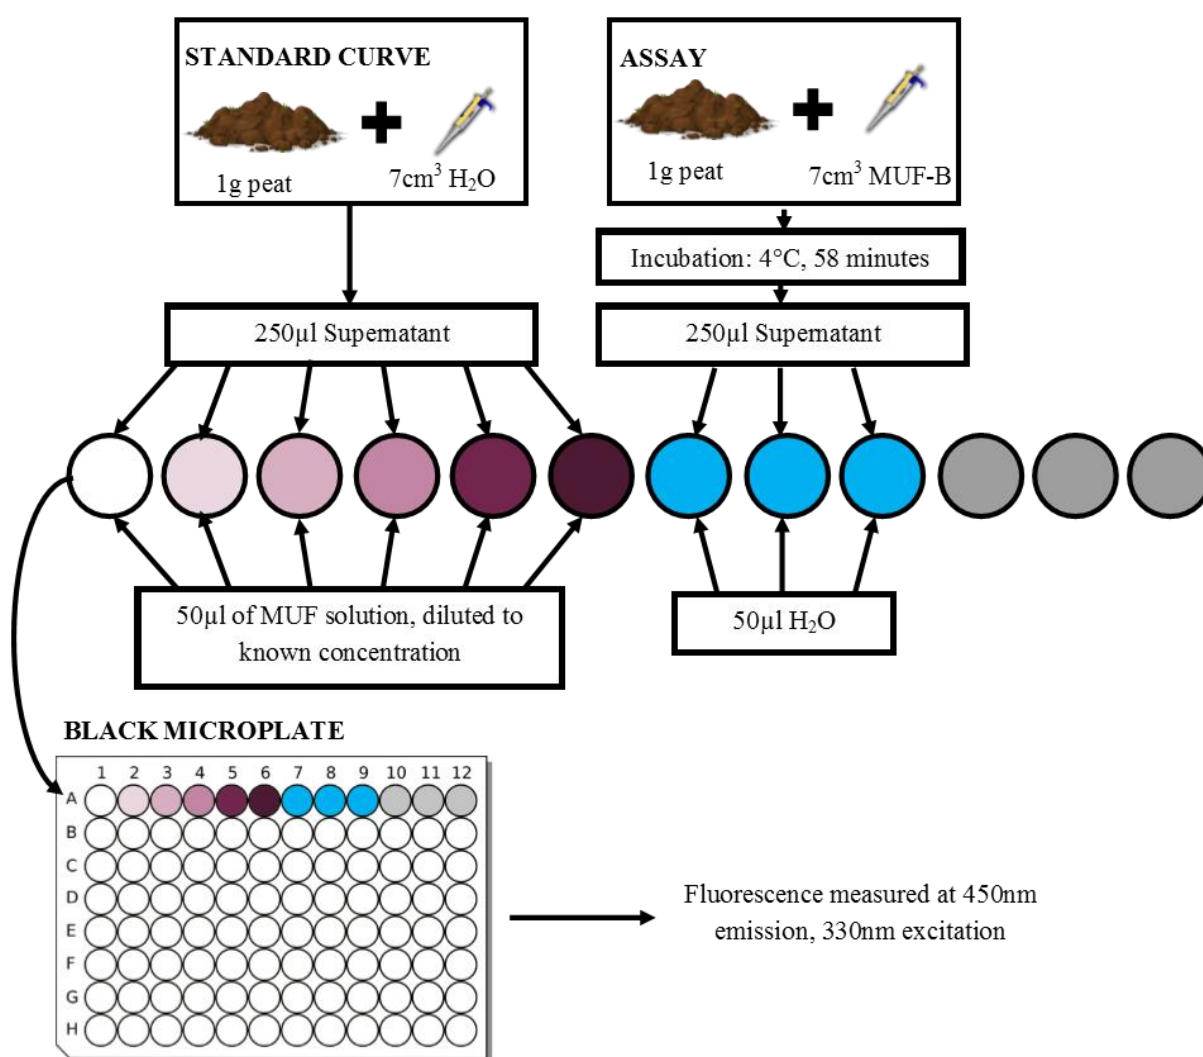 STANDARD CURVE
1g peat
7cm³ H₂O
ASSAY
1g peat
7cm³ MUF-B
Incubation: 4°C, 58 minutes
250µl Supernatant
250µl Supernatant
50µl of MUF solution, diluted to
known concentration
50µl H₂O
BLACK MICROPLATE
1 2 3 4 5 6 7 8 9 10 11 12
A
B
C
D
E
F
G
H
Fluorescence measured at 450nm
emission, 330nm excitation